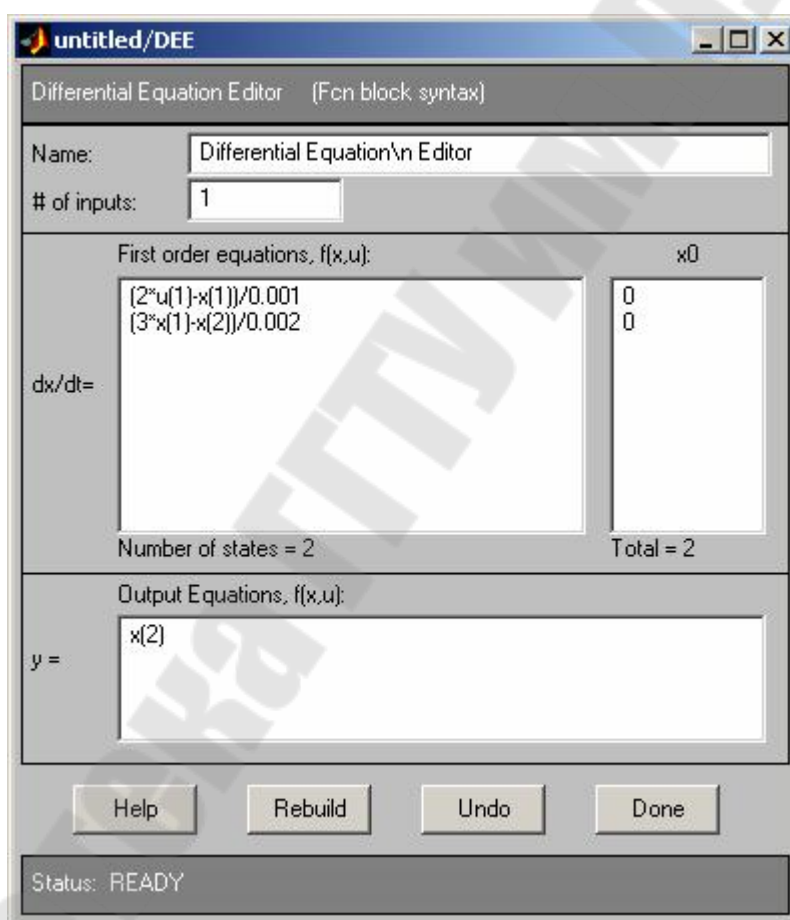 untitled/DEE
Differential Equation Editor (Fcn block syntax)
Name: Differential Equation\n Editor
# of inputs: 1
First order equations, f(x,u): x0
(2*u(1)-x(1))/0.001 0
(3*x(1)-x(2))/0.002 0
dx/dt=
Number of states = 2 Total = 2
Output Equations, f(x,u):
x(2)
y =
Help Rebuild Undo Done
Status: READY